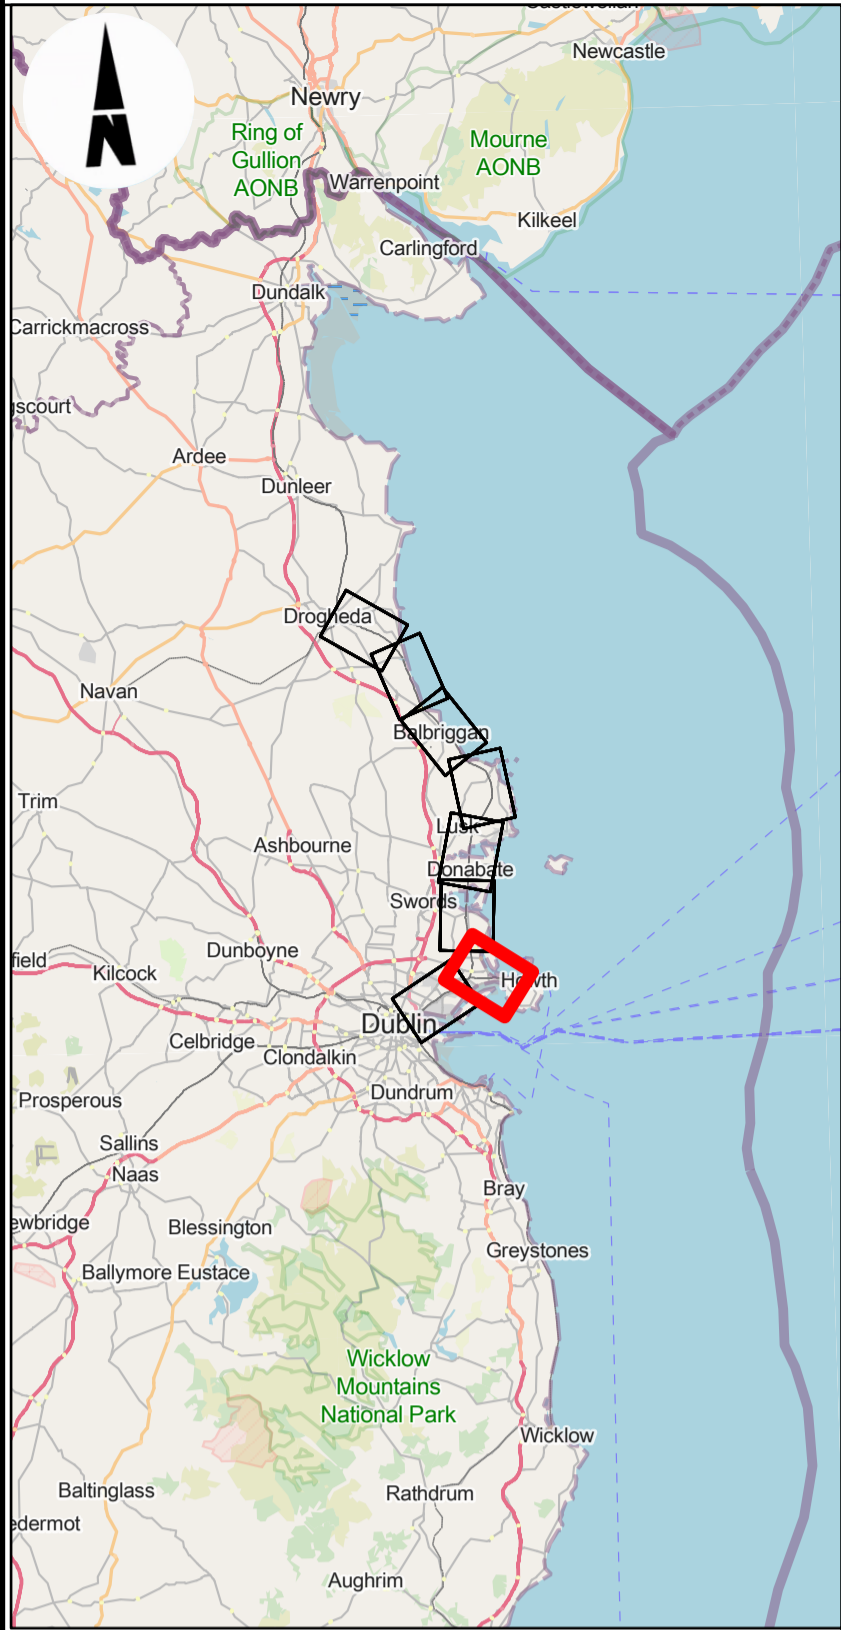 Castlewellan
Newcastle
Newry
Ring of
Gullion
AONB
Mourne
AONB
Warrenpoint
Kilkeel
Carlingford
Dundalk
Carrickmacross
gscourt
Ardee
Dunleer
Drogheda
Navan
Balbriggan
Trim
Lusk
Ashbourne
Donabate
Swords
Dunboyne
field
Kilcock
Howth
Dublin
Celbridge
Clondalkin
Dundrum
Prosperous
Sallins
Naas
Bray
ewbridge
Blessington
Greystones
Ballymore Eustace
Wicklow
Mountains
National Park
Wicklow
Baltinglass
Rathdrum
edermot
Aughrim
N